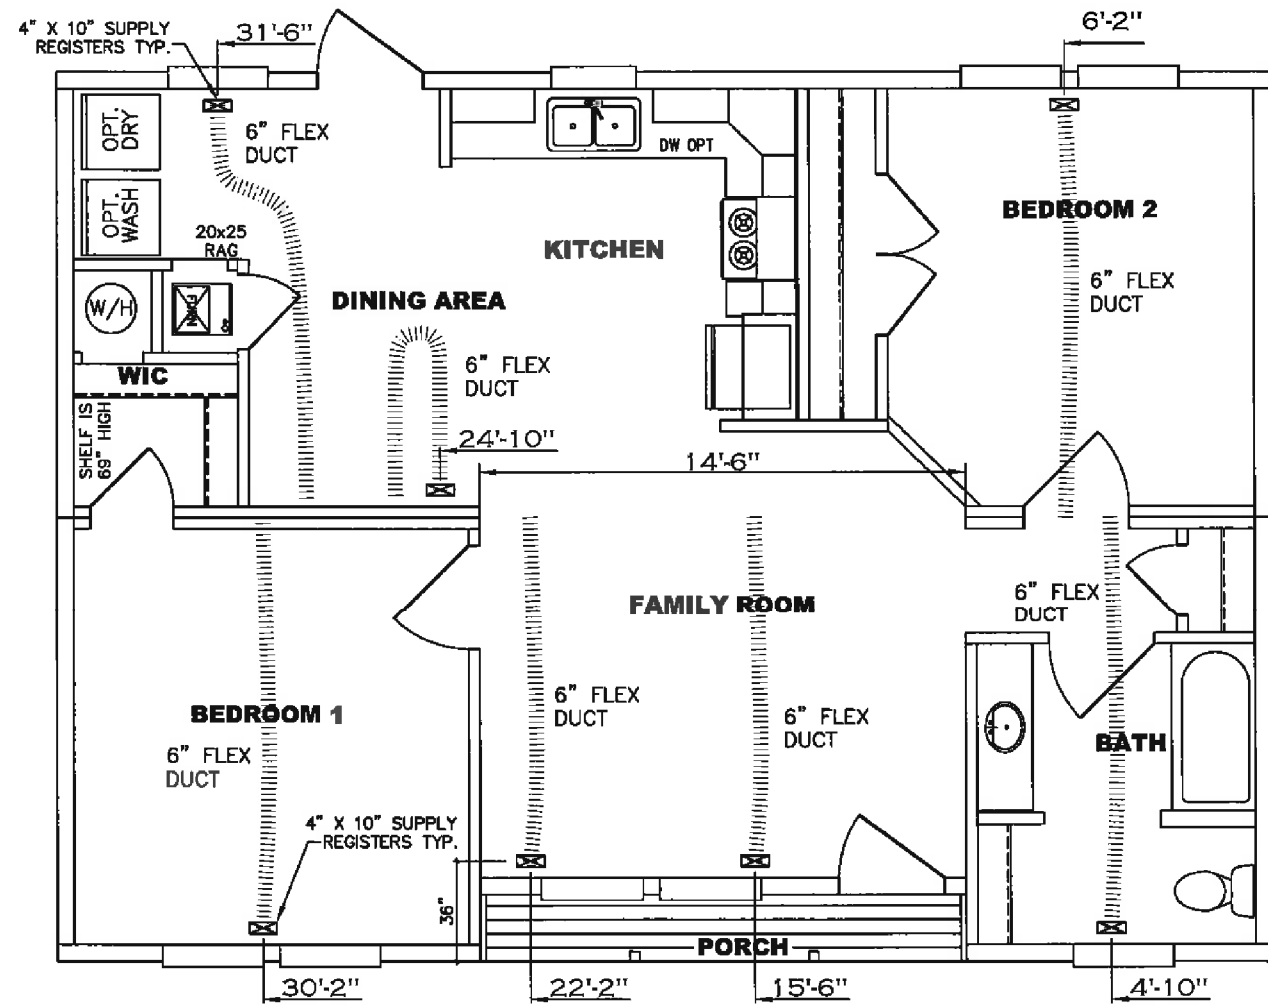 4" X 10" SUPPLY
REGISTERS TYP.
31'-6"
6'-2"
OPT.
DRY
6" FLEX
DUCT
DW OPT
OPT.
WASH
20x25
RAG
KITCHEN
BEDROOM 2
W/H
FURN
DINING AREA
6" FLEX
DUCT
WIC
6" FLEX
DUCT
SHELF IS
69" HIGH
24'-10"
14'-6"
FAMILY ROOM
6" FLEX
DUCT
BEDROOM 1
6" FLEX
DUCT
6" FLEX
DUCT
6" FLEX
DUCT
BATH
4" X 10" SUPPLY
REGISTERS TYP.
36"
PORCH
30'-2"
22'-2"
15'-6"
4'-10"